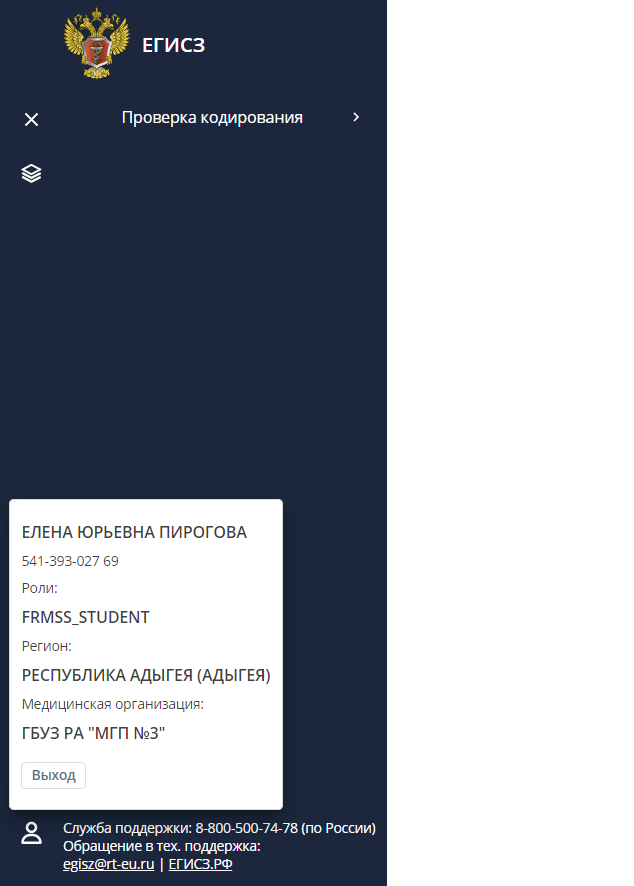 ЕГИСЗ
Проверка кодирования
ЕЛЕНА ЮРЬЕВНА ПИРОГОВА
541-393-027 69
Роли:
FRMSS_STUDENT
Регион:
РЕСПУБЛИКА АДЫГЕЯ (АДЫГЕЯ)
Медицинская организация:
ГБУЗ РА "МГП №3"
Выход
Служба поддержки: 8-800-500-74-78 (по России)
Обращение в тех. поддержка:
egisz@rt-eu.ru | ЕГИСЗ.РФ